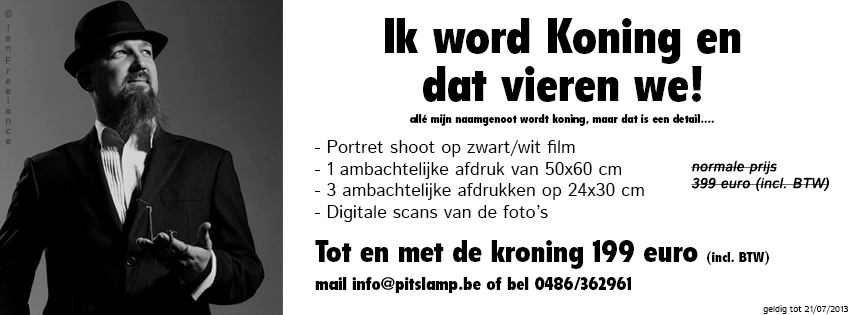 © Ian Freelance
Ik word Koning en
dat vieren we!
allé mijn naamgenoot wordt koning, maar dat is een detail....
- Portret shoot op zwart/wit film
- 1 ambachtelijke afdruk van 50x60 cm
- 3 ambachtelijke afdrukken op 24x30 cm
- Digitale scans van de foto's
normale prijs
399 euro (incl. BTW)
Tot en met de kroning 199 euro (incl. BTW)
mail info@pitslamp.be of bel 0486/362961
geldig tot 21/07/2013